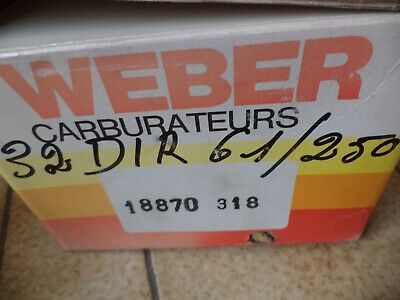 WEBER
CARBURATEURS
32 DIR 61/250
18870 318